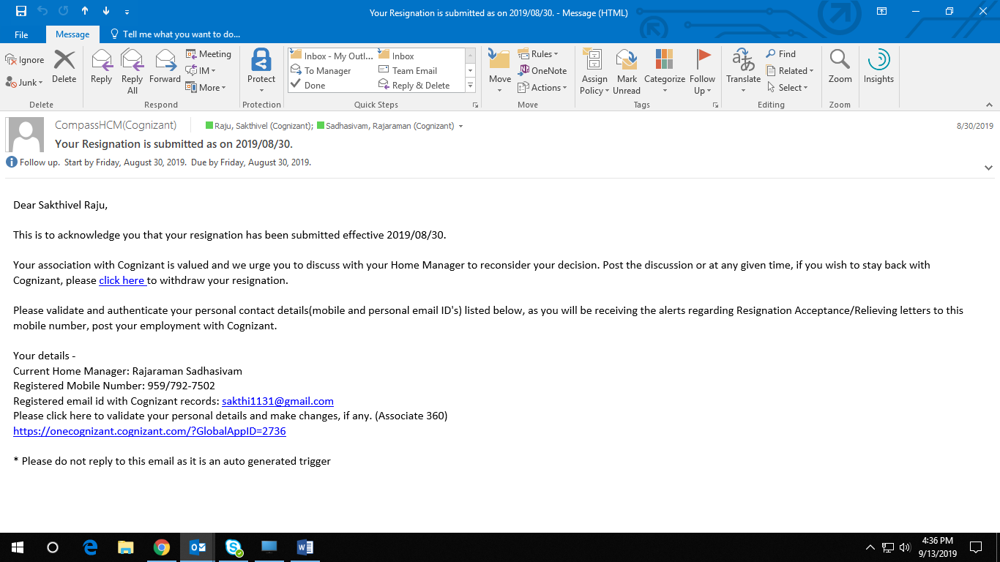 Your Resignation is submitted as on 2019/08/30. - Message (HTML)
File Message Tell me what you want to do...
Ignore
Junk
Delete
Reply
Reply All
Forward
Meeting
IM
More
Protect
Inbox - My Outl... Inbox
To Manager Team Email
Done Reply & Delete
Move
Rules
OneNote
Actions
Assign Policy
Mark Unread
Categorize
Follow Up
Translate
Find
Related
Select
Zoom
Insights
Delete Respond Protection Quick Steps Move Tags Editing Zoom
CompassHCM(Cognizant) Raju, Sakthivel (Cognizant); Sadhasivam, Rajaraman (Cognizant) 8/30/2019
Your Resignation is submitted as on 2019/08/30.
Follow up. Start by Friday, August 30, 2019. Due by Friday, August 30, 2019.
Dear Sakthivel Raju,
This is to acknowledge you that your resignation has been submitted effective 2019/08/30.
Your association with Cognizant is valued and we urge you to discuss with your Home Manager to reconsider your decision. Post the discussion or at any given time, if you wish to stay back with
Cognizant, please click here to withdraw your resignation.
Please validate and authenticate your personal contact details(mobile and personal email ID's) listed below, as you will be receiving the alerts regarding Resignation Acceptance/Relieving letters to this
mobile number, post your employment with Cognizant.
Your details -
Current Home Manager: Rajaraman Sadhasivam
Registered Mobile Number: 959/792-7502
Registered email id with Cognizant records: sakthi1131@gmail.com
Please click here to validate your personal details and make changes, if any. (Associate 360)
https://onecognizant.cognizant.com/?GlobalAppID=2736
* Please do not reply to this email as it is an auto generated trigger
4:36 PM
9/13/2019